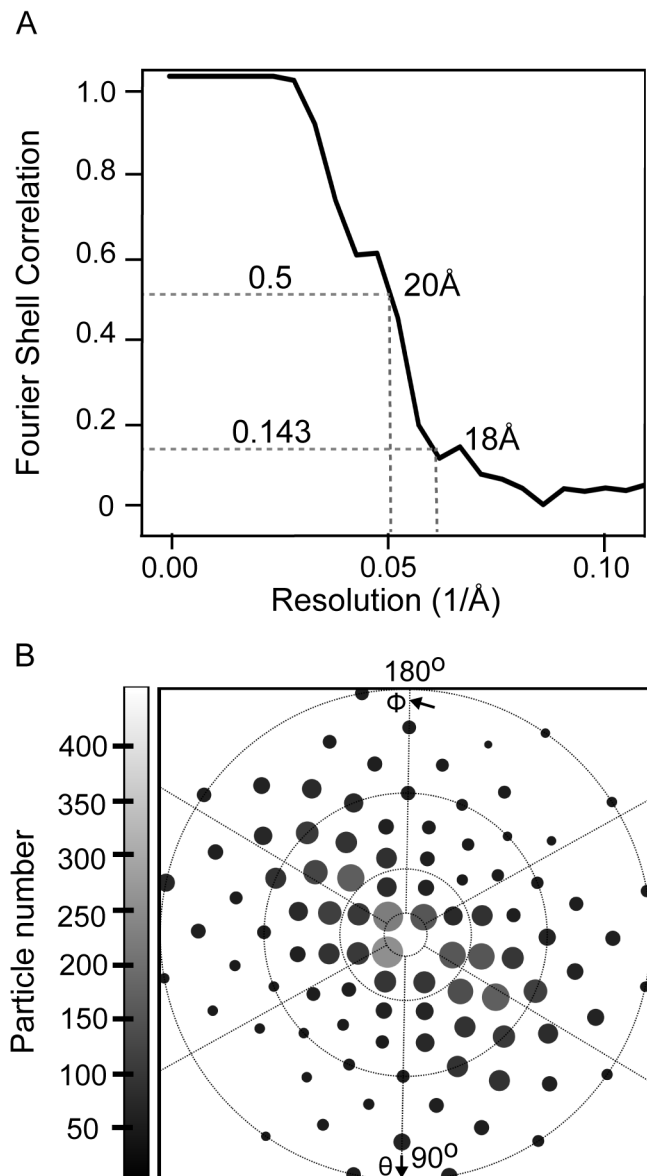 A
Fourier Shell Correlation
1.0
0.8
0.6
0.4
0.2
0
0.5
20Å
0.143
18Å
0.00
0.05
0.10
Resolution (1/Å)
B
Particle number
400
350
300
250
200
150
100
50
180º
Φ
θ 90º